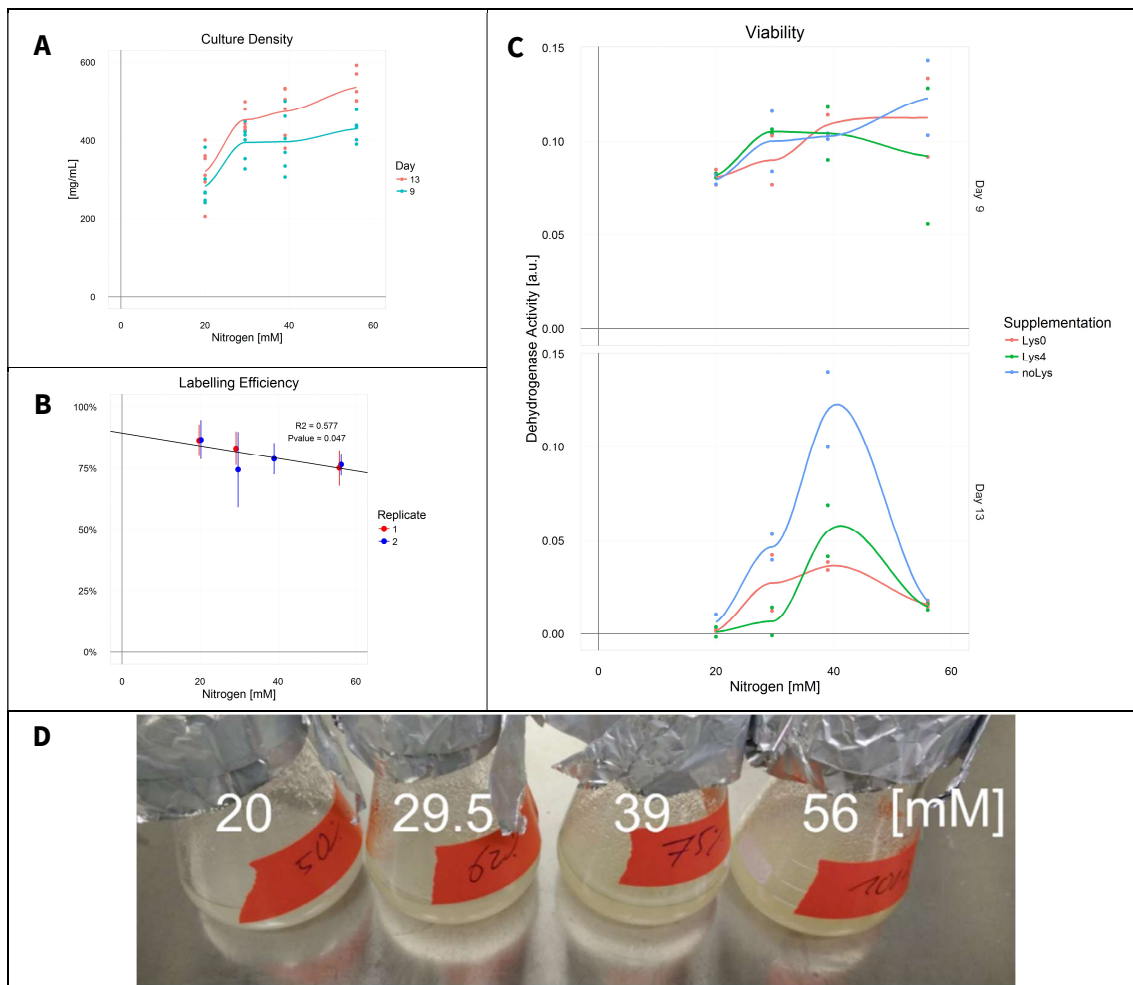 A
Culture Density
600
400
200
0
[mg/mL]
0 20 40 60
Nitrogen [mM]
Day
13
9
B
Labelling Efficiency
100%
75%
50%
25%
0%
R2 = 0.577
Pvalue = 0.047
0 20 40 60
Nitrogen [mM]
Replicate
1
2
C
Viability
0.15
0.10
0.05
0.00
Day 9
Dehydrogenase Activity [a.u.]
0.15
0.10
0.05
0.00
Day 13
0 20 40 60
Nitrogen [mM]
Supplementation
Lys0
Lys4
noLys
D
20 29.5 39 56 [mM]